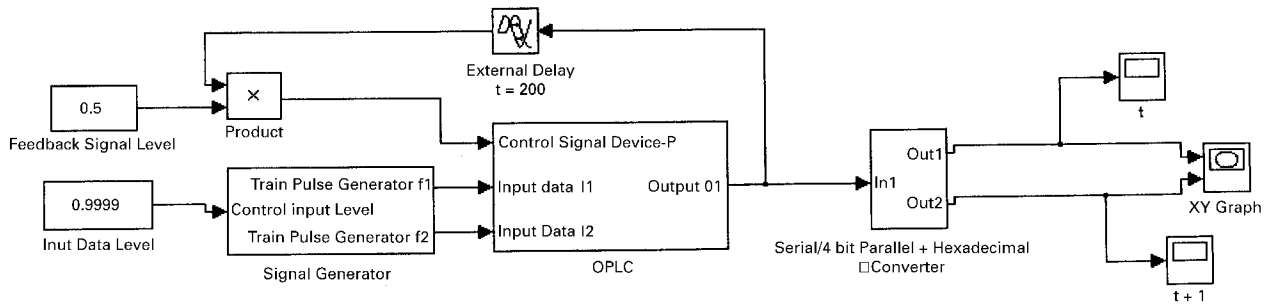 External Delay
t = 200
0.5
×
Feedback Signal Level
Product
t
Control Signal Device-P
Out1
Train Pulse Generator f1
Input data I1
Output 01
In1
0.9999
Control input Level
Out2
Train Pulse Generator f2
Input Data I2
XY Graph
Inut Data Level
Signal Generator
OPLC
Serial/4 bit Parallel + Hexadecimal
□Converter
t + 1